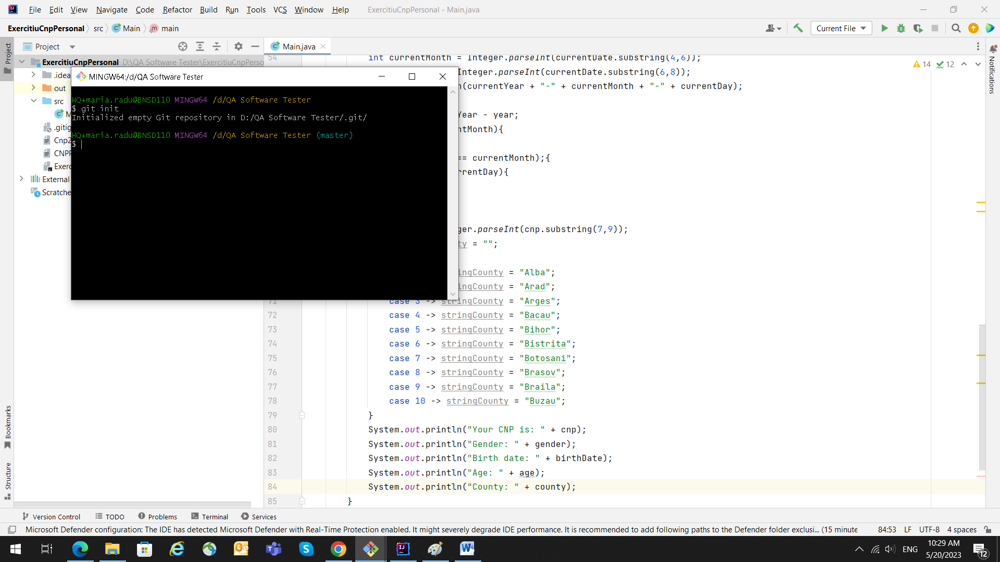 File Edit View Navigate Code Refactor Build Run Tools VCS Window Help ExercitiuCnpPersonal - Main.java
ExercitiuCnpPersonal src Main main Current File
Project
Main.java
Project
ExercitiuCnpPersonal D:\QA Software Tester\ExercitiuCnpPerso
.idea
out
src
M
.gitig
Cnp2
CNPF
Exerc
External
Scratche
MINGW64:/d/QA Software Tester
HQ+maria.radu@BNSD110 MINGW64 /d/QA Software Tester
$ git init
Initialized empty Git repository in D:/QA Software Tester/.git/
HQ+maria.radu@BNSD110 MINGW64 /d/QA Software Tester (master)
$
14 12
54 int currentMonth = Integer.parseInt(currentDate.substring(4,6));
Integer.parseInt(currentDate.substring(6,8));
n(currentYear + "-" + currentMonth + "-" + currentDay);
Year - year;
ntMonth){
== currentMonth);{
rrentDay){
ger.parseInt(cnp.substring(7,9));
ty = "";
ingCounty = "Alba";
ingCounty = "Arad";
71 case 3 -> stringCounty = "Arges";
72 case 4 -> stringCounty = "Bacau";
73 case 5 -> stringCounty = "Bihor";
74 case 6 -> stringCounty = "Bistrita";
75 case 7 -> stringCounty = "Botosani";
76 case 8 -> stringCounty = "Brasov";
77 case 9 -> stringCounty = "Braila";
78 case 10 -> stringCounty = "Buzau";
79 }
80 System.out.println("Your CNP is: " + cnp);
81 System.out.println("Gender: " + gender);
82 System.out.println("Birth date: " + birthDate);
83 System.out.println("Age: " + age);
84 System.out.println("County: " + county);
85 }
Notifications
Bookmarks
Structure
Version Control TODO Problems Terminal Services
Microsoft Defender configuration: The IDE has detected Microsoft Defender with Real-Time Protection enabled. It might severely degrade IDE performance. It is recommended to add following paths to the Defender folder exclusi... (15 minute 84:53 LF UTF-8 4 spaces
ENG 10:29 AM
5/20/2023
12